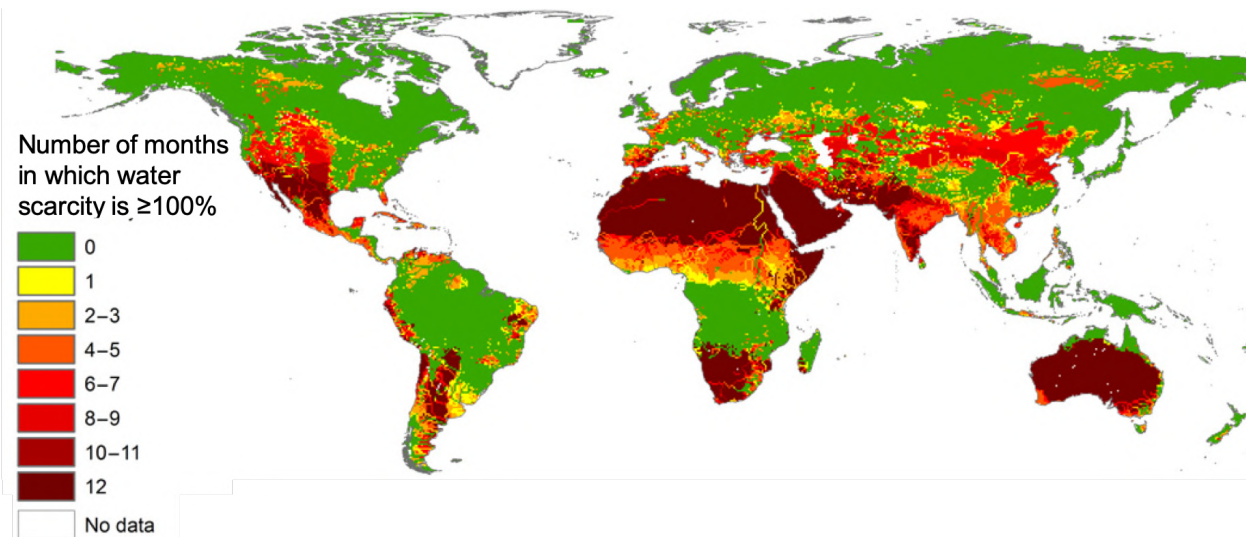 Number of months
in which water
scarcity is ≥100%
0
1
2–3
4–5
6–7
8–9
10–11
12
No data